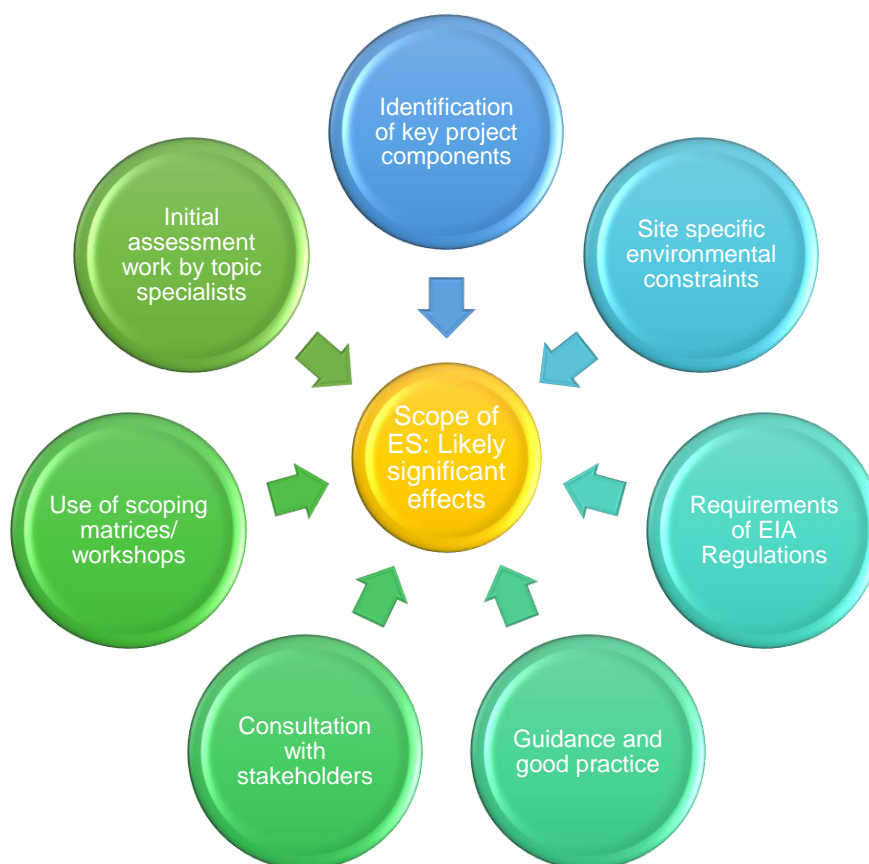 Identification
of key project
components
Site specific
environmental
constraints
Requirements
of EIA
Regulations
Guidance and
good practice
Consultation
with
stakeholders
Use of scoping
matrices/
workshops
Initial
assessment
work by topic
specialists
Scope of
ES: Likely
significant
effects